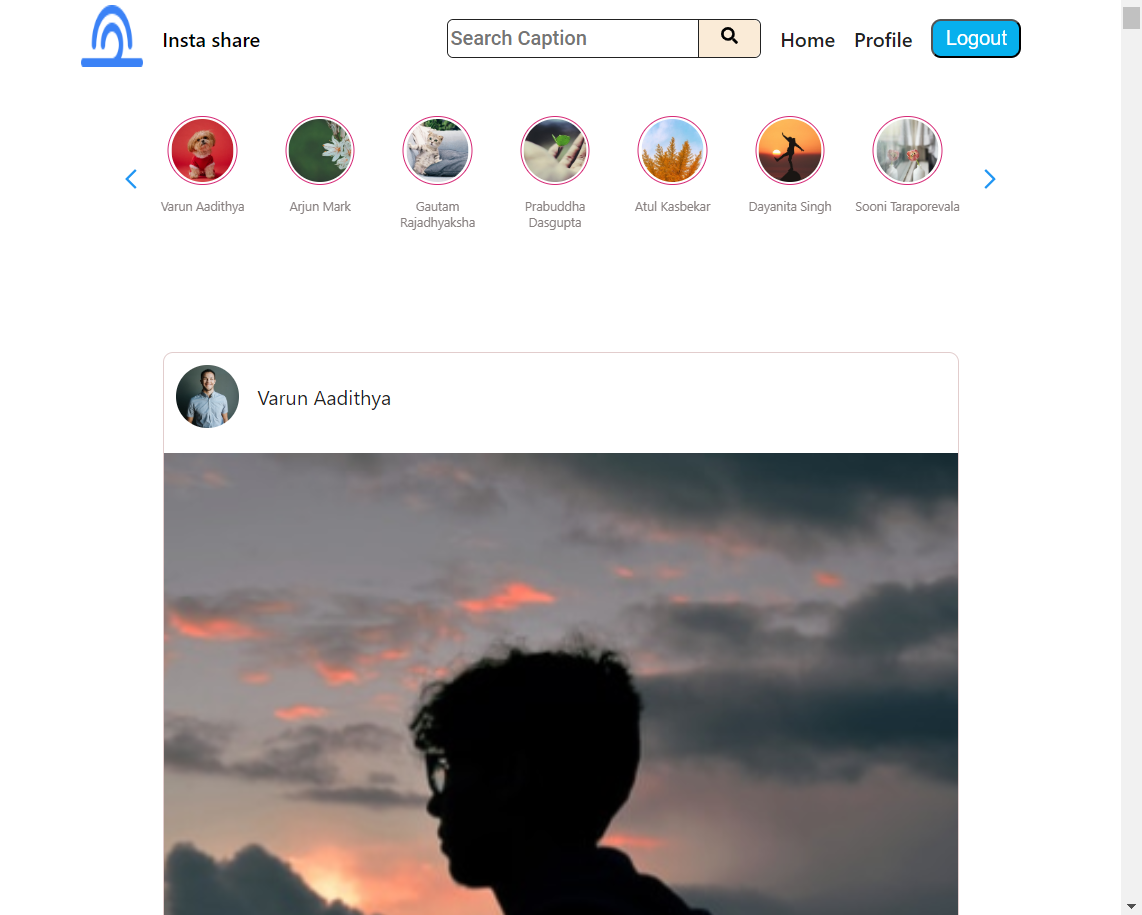 Insta share
Search Caption
Home
Profile
Logout
Varun Aadithya
Arjun Mark
Gautam
Rajadhyaksha
Prabuddha
Dasgupta
Atul Kasbekar
Dayanita Singh
Sooni Taraporevala
Varun Aadithya